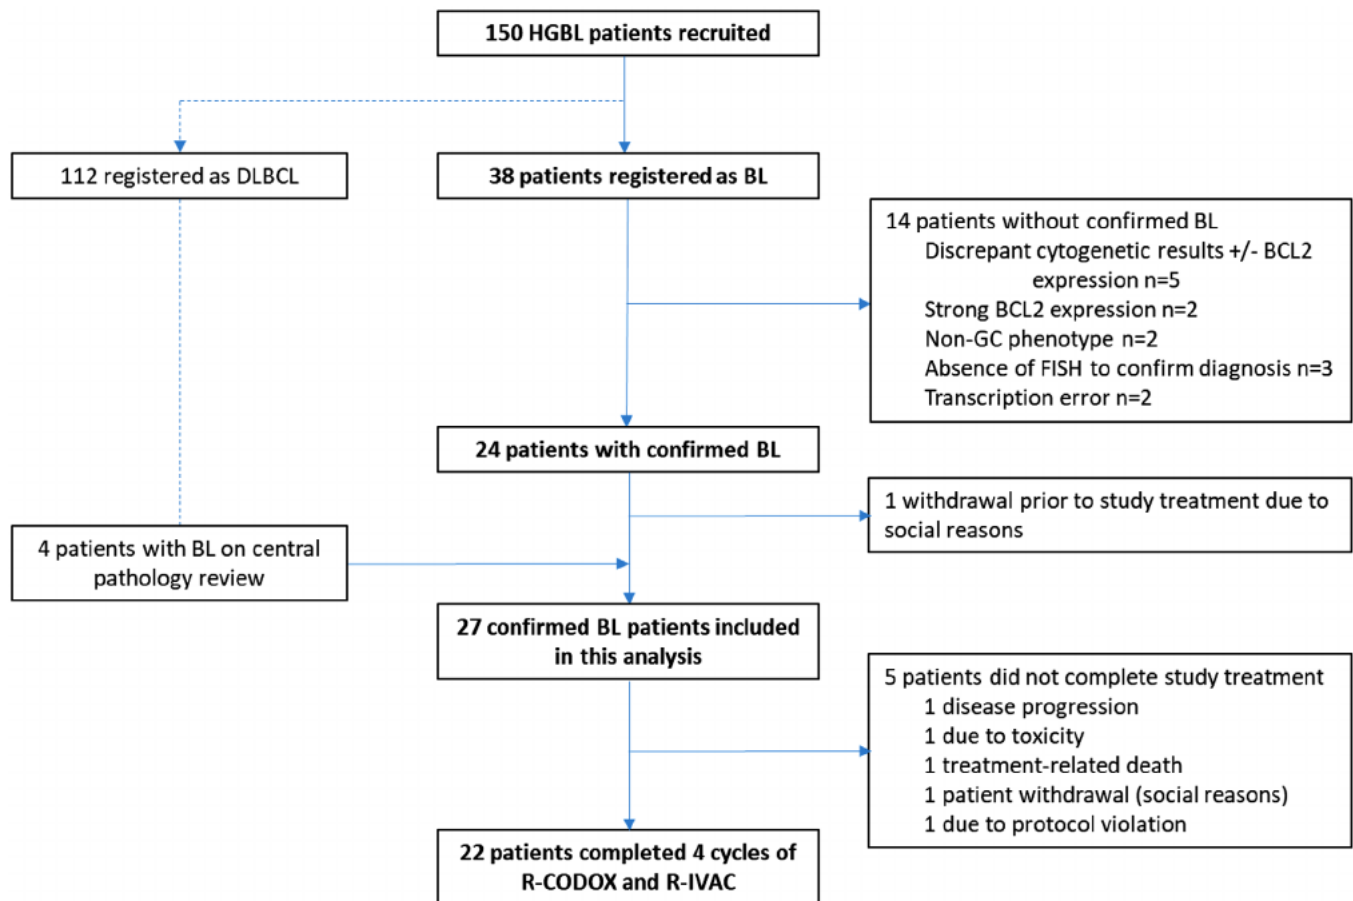 150 HGBL patients recruited
112 registered as DLBCL
38 patients registered as BL
14 patients without confirmed BL
Discrepant cytogenetic results +/- BCL2
expression n=5
Strong BCL2 expression n=2
Non-GC phenotype n=2
Absence of FISH to confirm diagnosis n=3
Transcription error n=2
24 patients with confirmed BL
1 withdrawal prior to study treatment due to
social reasons
4 patients with BL on central
pathology review
27 confirmed BL patients included
in this analysis
5 patients did not complete study treatment
1 disease progression
1 due to toxicity
1 treatment-related death
1 patient withdrawal (social reasons)
1 due to protocol violation
22 patients completed 4 cycles of
R-CODOX and R-IVAC